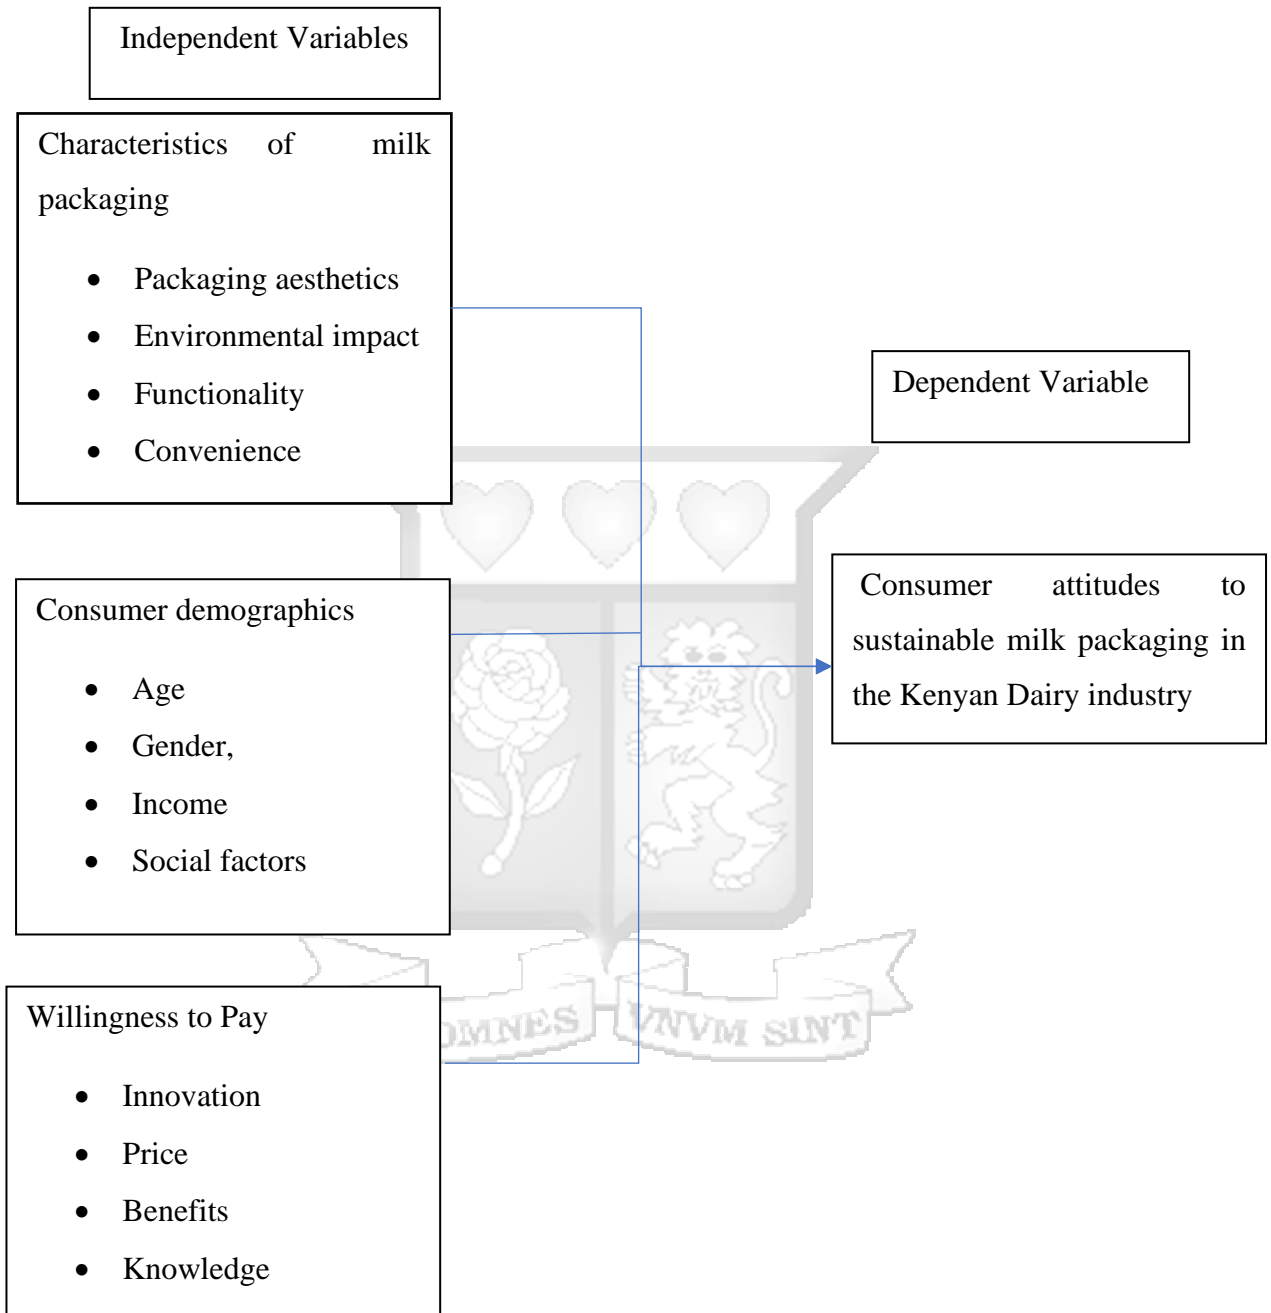 Independent Variables
Characteristics of milk
packaging
• Packaging aesthetics
• Environmental impact
• Functionality
• Convenience
Dependent Variable
Consumer demographics
• Age
• Gender,
• Income
• Social factors
Consumer attitudes to
sustainable milk packaging in
the Kenyan Dairy industry
Willingness to Pay
• Innovation
• Price
• Benefits
• Knowledge
OMNES VNVM SINT